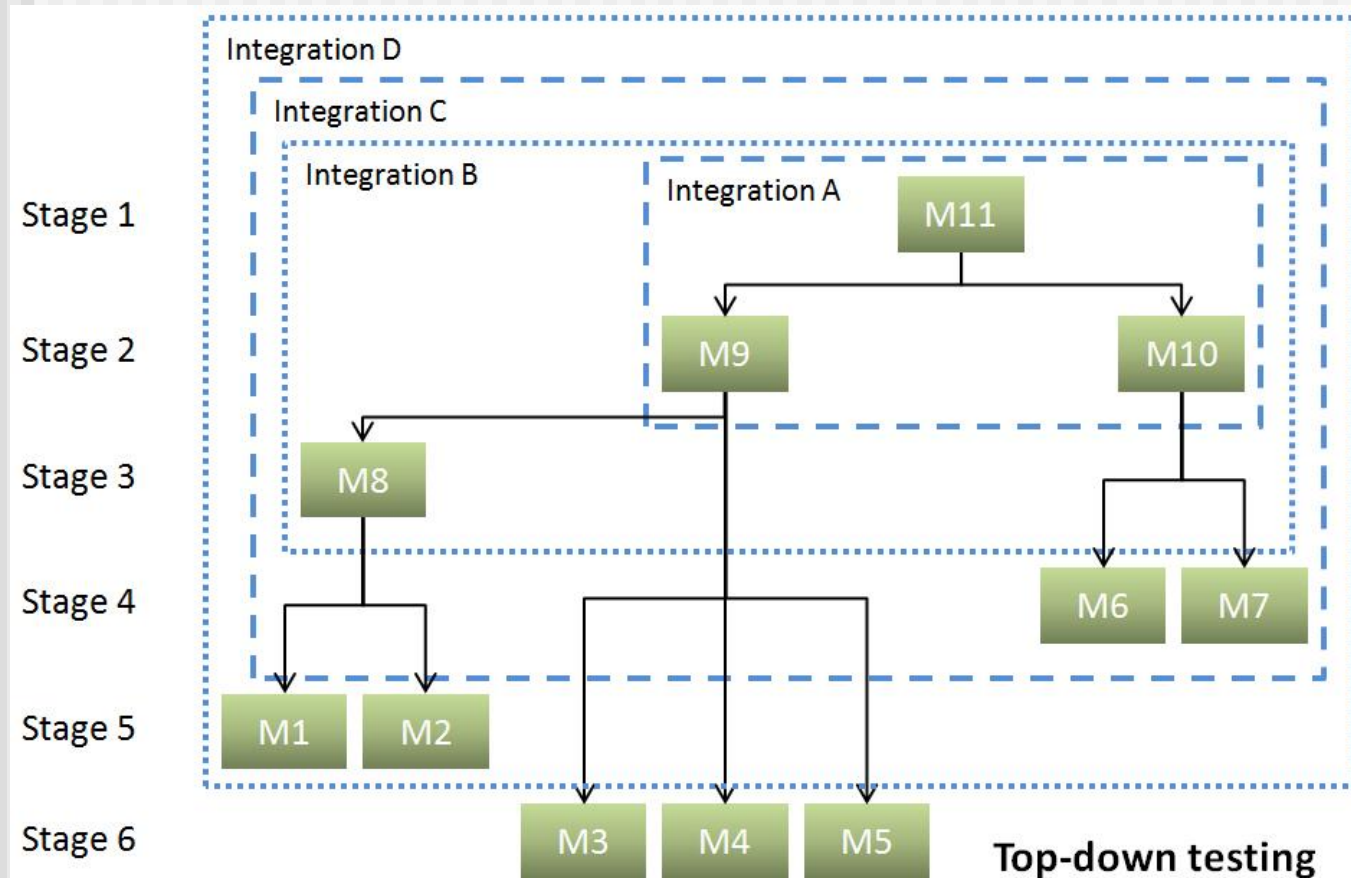 Integration D
Integration C
Integration B
Integration A
Stage 1
M11
Stage 2
M9
M10
Stage 3
M8
Stage 4
M6
M7
Stage 5
M1
M2
Stage 6
M3
M4
M5
Top-down testing